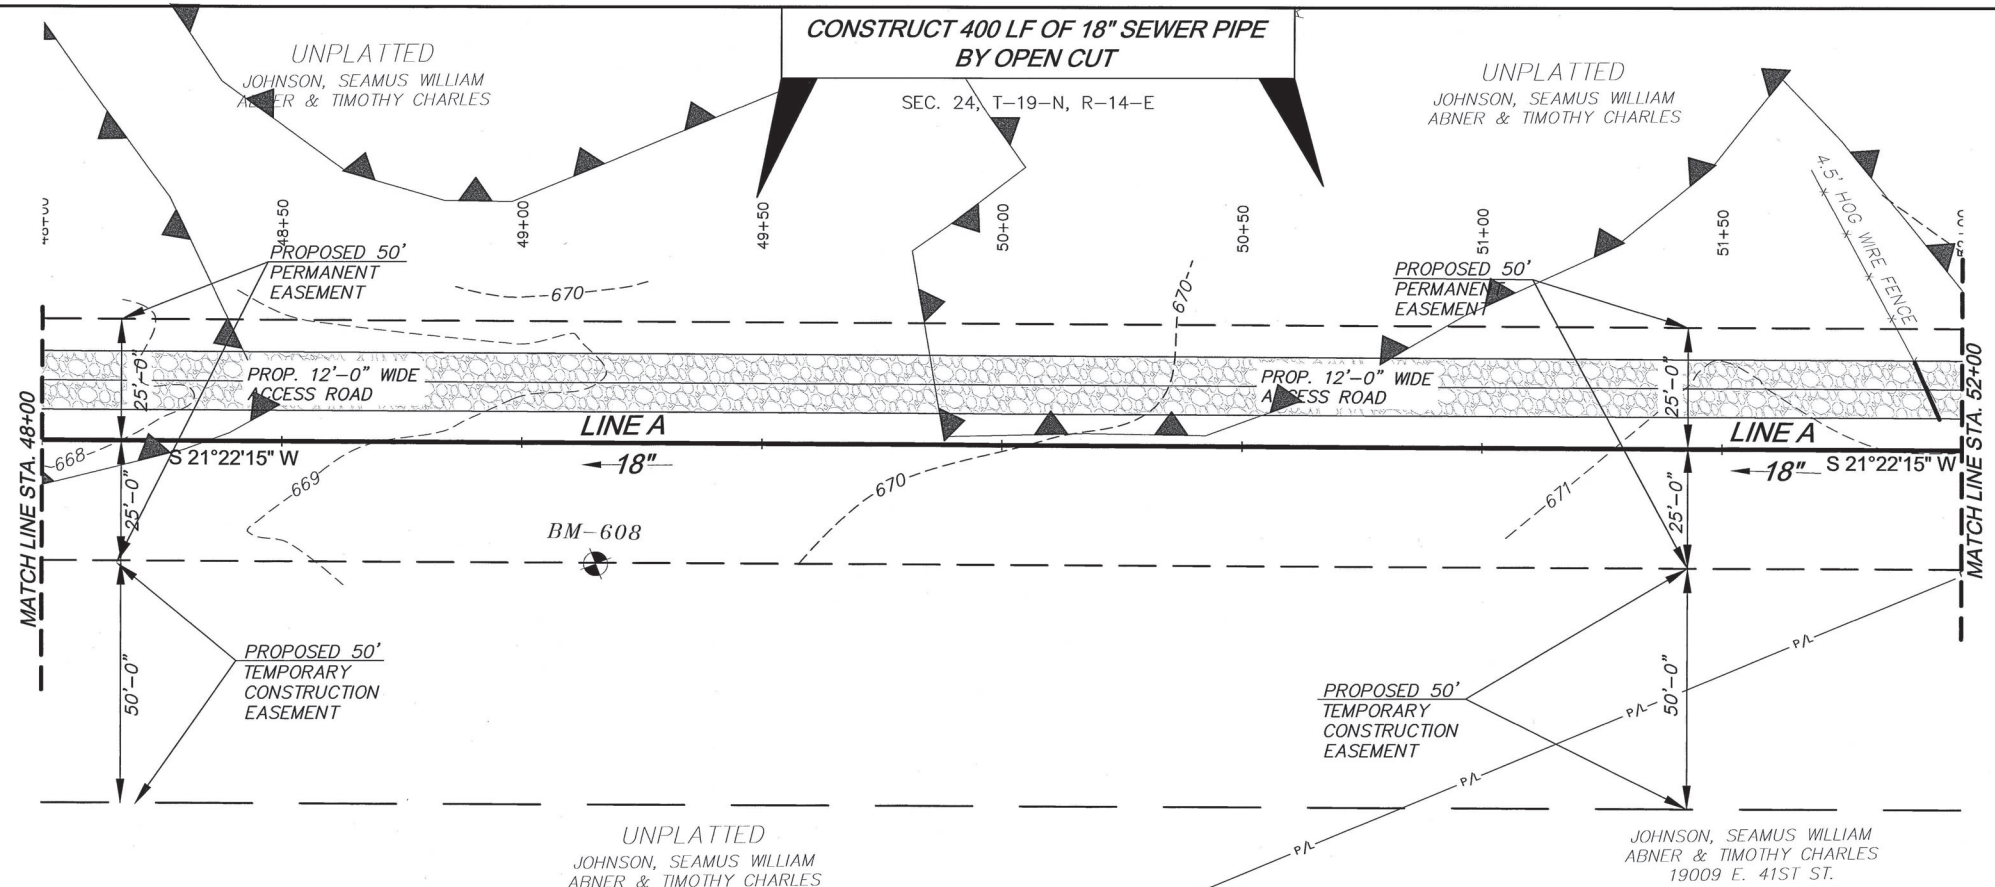 CONSTRUCT 400 LF OF 18" SEWER PIPE
BY OPEN CUT
SEC. 24, T-19-N, R-14-E
UNPLATTED
JOHNSON, SEAMUS WILLIAM
ABNER & TIMOTHY CHARLES
UNPLATTED
JOHNSON, SEAMUS WILLIAM
ABNER & TIMOTHY CHARLES
4.5' HOG WIRE FENCE
48+00
48+50
49+00
49+50
50+00
50+50
51+00
51+50
PROPOSED 50'
PERMANENT
EASEMENT
PROPOSED 50'
PERMANENT
EASEMENT
670
670
25'-0"
PROP. 12'-0" WIDE
ACCESS ROAD
PROP. 12'-0" WIDE
ACCESS ROAD
25'-0"
MATCH LINE STA. 48+00
MATCH LINE STA. 52+00
LINE A
LINE A
668
S 21°22'15" W
18"
18"
S 21°22'15" W
669
670
671
25'-0"
25'-0"
BM-608
PROPOSED 50'
TEMPORARY
CONSTRUCTION
EASEMENT
50'-0"
PROPOSED 50'
TEMPORARY
CONSTRUCTION
EASEMENT
50'-0"
P/L
P/L
P/L
P/L
UNPLATTED
JOHNSON, SEAMUS WILLIAM
ABNER & TIMOTHY CHARLES
JOHNSON, SEAMUS WILLIAM
ABNER & TIMOTHY CHARLES
19009 E. 41ST ST.